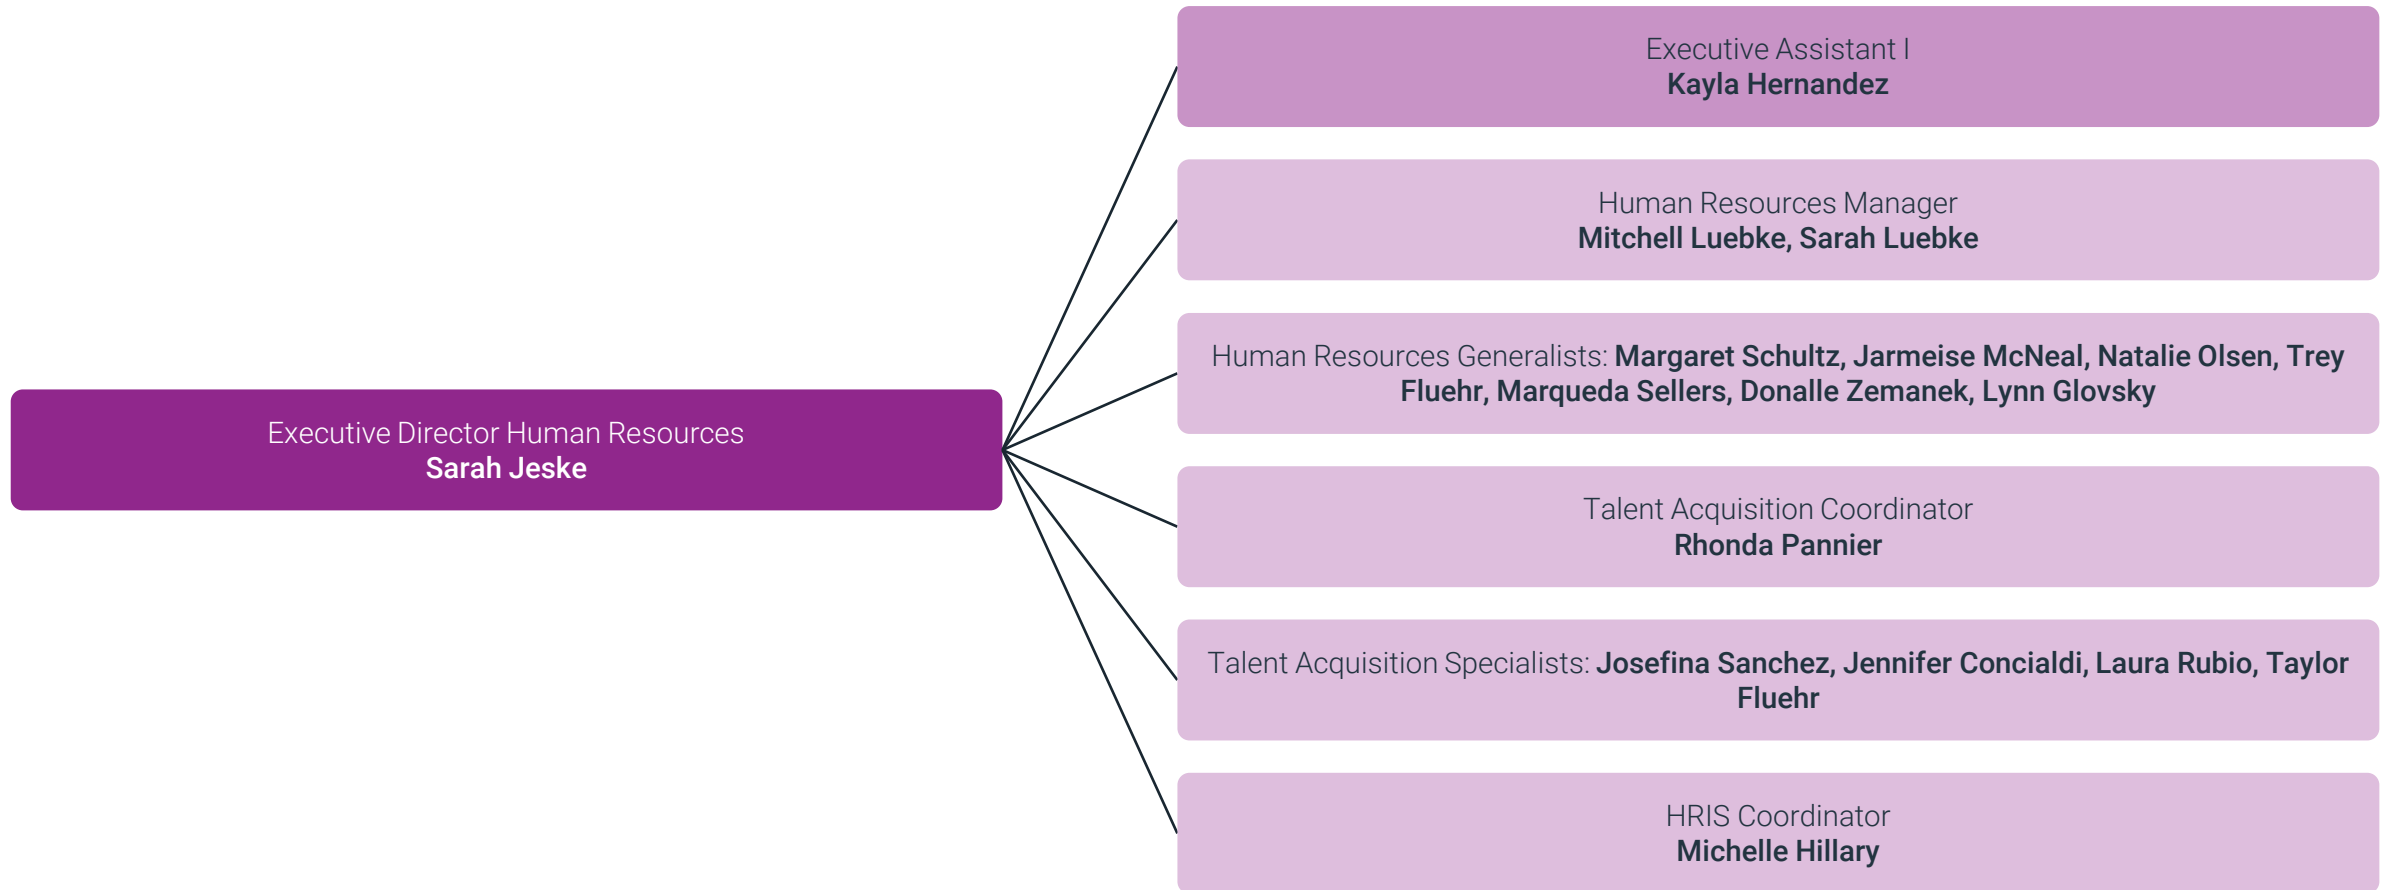 Executive Assistant I
Kayla Hernandez
Human Resources Manager
Mitchell Luebke, Sarah Luebke
Human Resources Generalists: Margaret Schultz, Jarmeise McNeal, Natalie Olsen, Trey
Fluehr, Marqueda Sellers, Donalle Zemanek, Lynn Glovsky
Executive Director Human Resources
Sarah Jeske
Talent Acquisition Coordinator
Rhonda Pannier
Talent Acquisition Specialists: Josefina Sanchez, Jennifer Concialdi, Laura Rubio, Taylor
Fluehr
HRIS Coordinator
Michelle Hillary